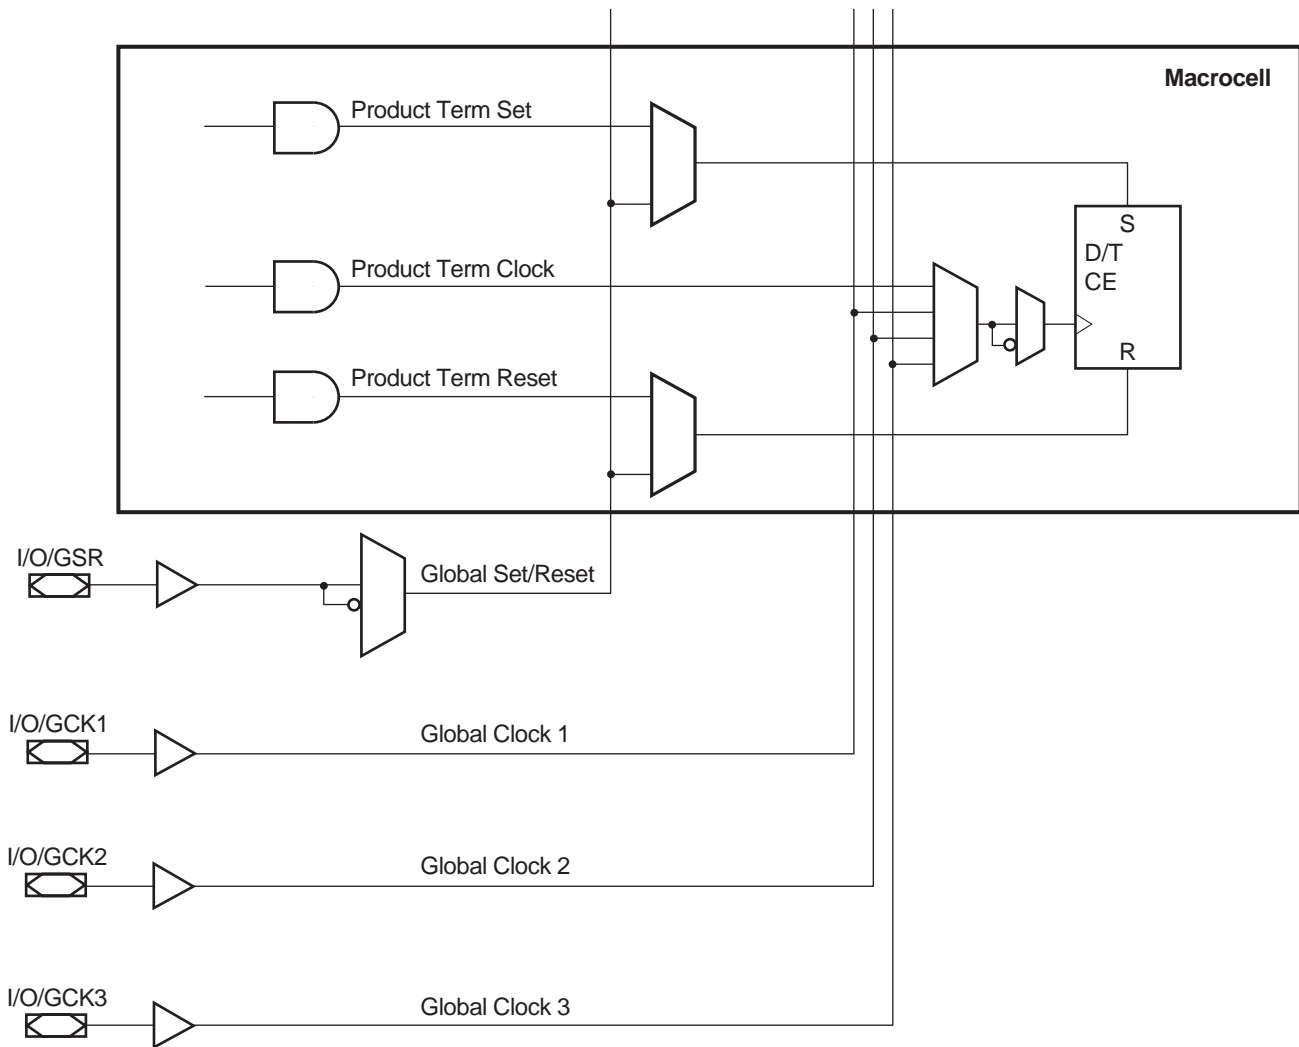 Macrocell
Product Term Set
S
D/T
Product Term Clock
CE
R
Product Term Reset
I/O/GSR
Global Set/Reset
I/O/GCK1
Global Clock 1
I/O/GCK2
Global Clock 2
I/O/GCK3
Global Clock 3